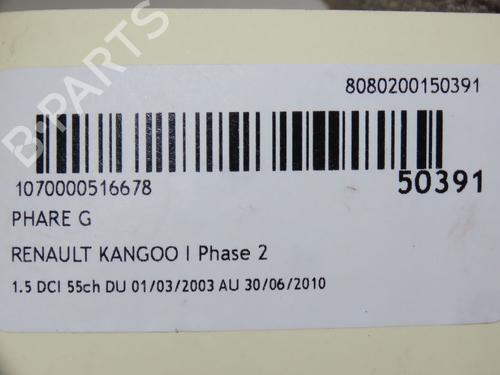 8080200150391
1070000516678
50391
PHARE G
RENAULT KANGOO I Phase 2
1.5 DCI 55ch DU 01/03/2003 AU 30/06/2010
B-PARTS